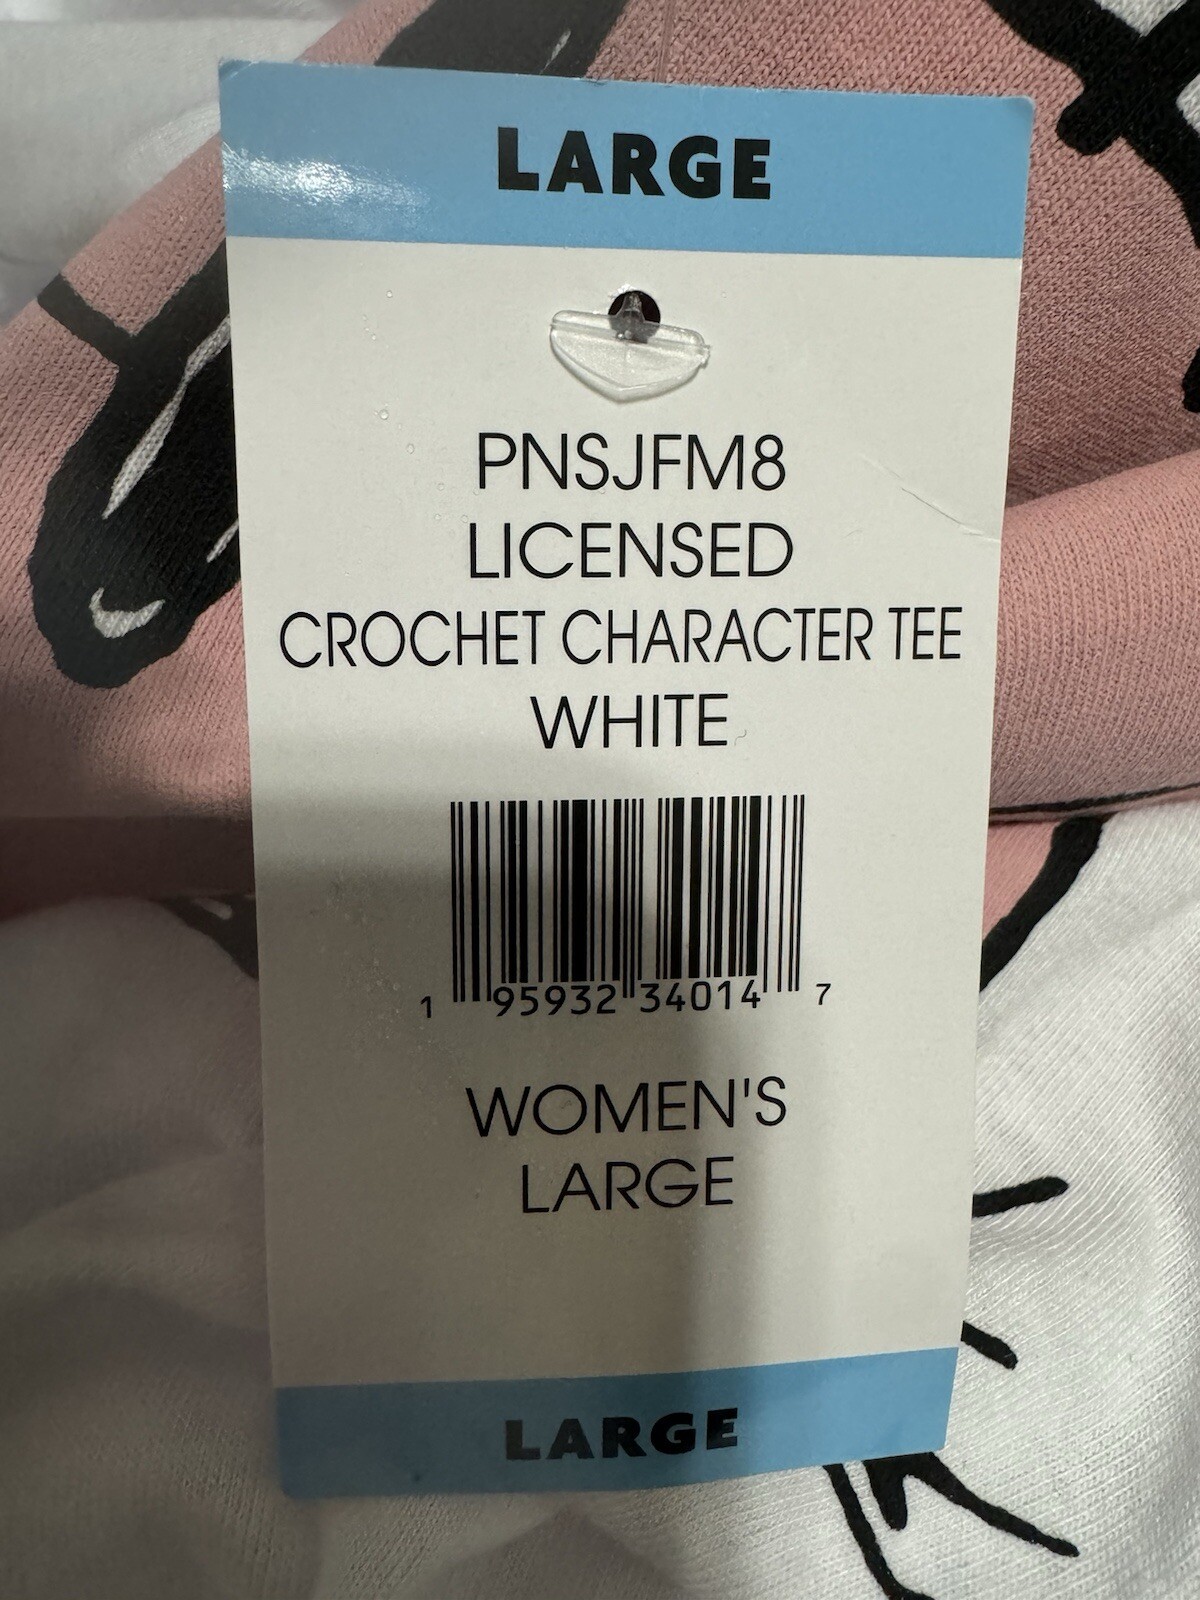 LARGE
PNSJFM8
LICENSED
CROCHET CHARACTER TEE
WHITE
1 95932 34014 7
WOMEN'S
LARGE
LARGE